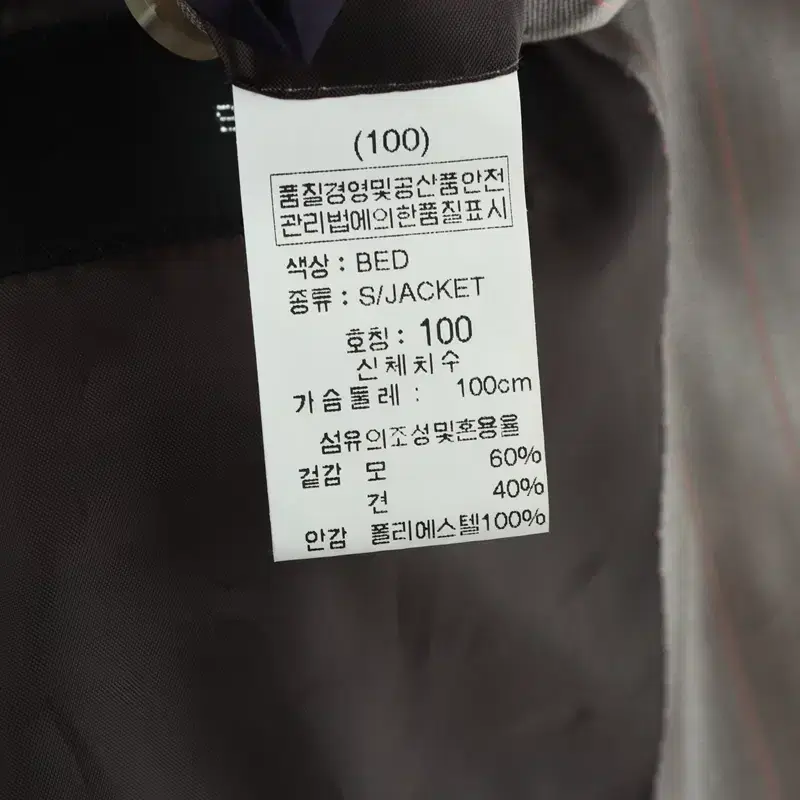 (100)
품질경영및공산품안전
관리법에의한품질표시
색상 : BED
종류 : S/JACKET
호칭 : 100
신체치수
가슴둘레 : 100cm
섬유의조성및혼용율
겉감 모 60%
견 40%
안감 폴리에스텔100%